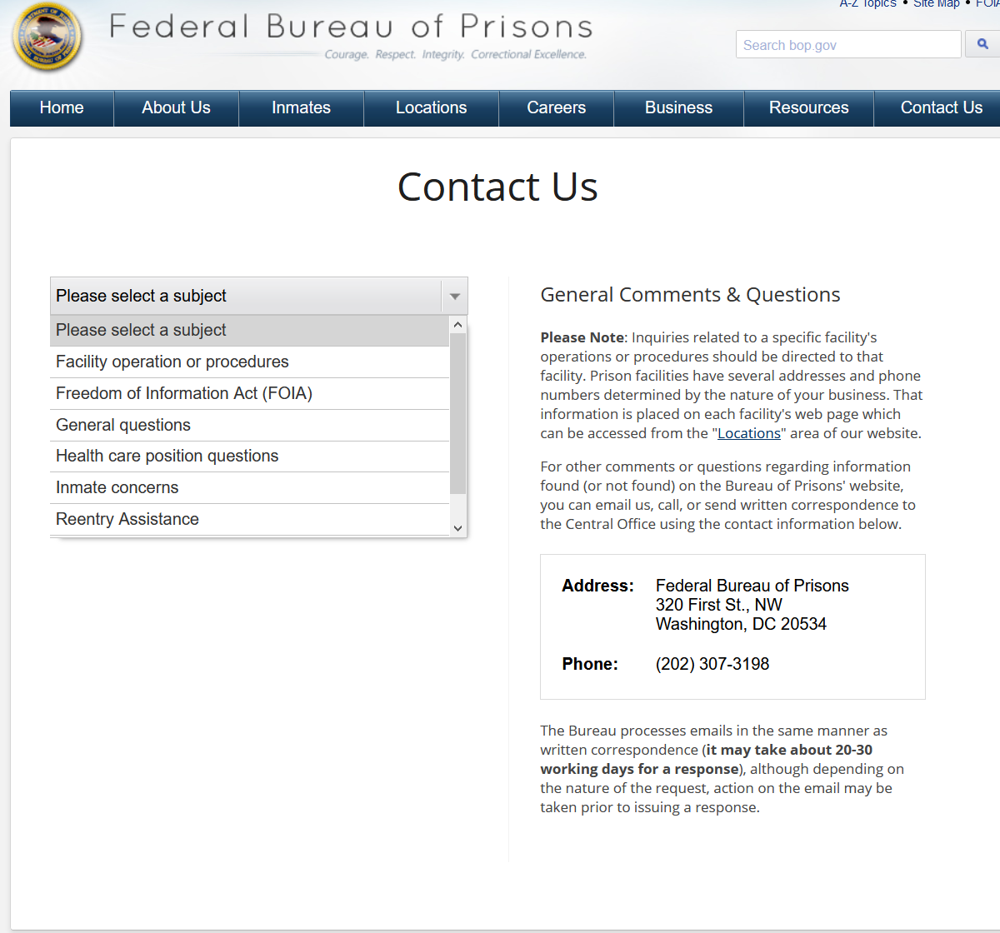 A-Z Topics • Site Map • FOIA
Federal Bureau of Prisons
Courage. Respect. Integrity. Correctional Excellence.
Search bop.gov
Home About Us Inmates Locations Careers Business Resources Contact Us
Contact Us
Please select a subject
Please select a subject
Facility operation or procedures
Freedom of Information Act (FOIA)
General questions
Health care position questions
Inmate concerns
Reentry Assistance
General Comments & Questions
Please Note: Inquiries related to a specific facility's
operations or procedures should be directed to that
facility. Prison facilities have several addresses and phone
numbers determined by the nature of your business. That
information is placed on each facility's web page which
can be accessed from the "Locations" area of our website.
For other comments or questions regarding information
found (or not found) on the Bureau of Prisons' website,
you can email us, call, or send written correspondence to
the Central Office using the contact information below.
Address: Federal Bureau of Prisons
320 First St., NW
Washington, DC 20534
Phone: (202) 307-3198
The Bureau processes emails in the same manner as
written correspondence (it may take about 20-30
working days for a response), although depending on
the nature of the request, action on the email may be
taken prior to issuing a response.